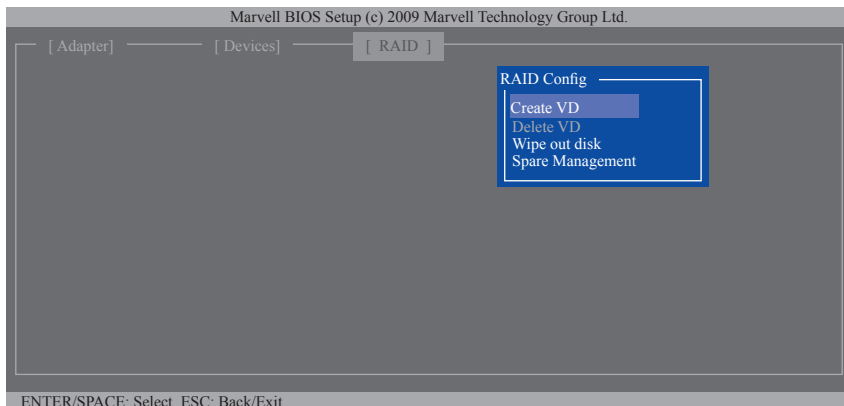 Marvell BIOS Setup (c) 2009 Marvell Technology Group Ltd.
[ Adapter] [ Devices] [ RAID ]
RAID Config
Create VD
Delete VD
Wipe out disk
Spare Management
ENTER/SPACE: Select, ESC: Back/Exit